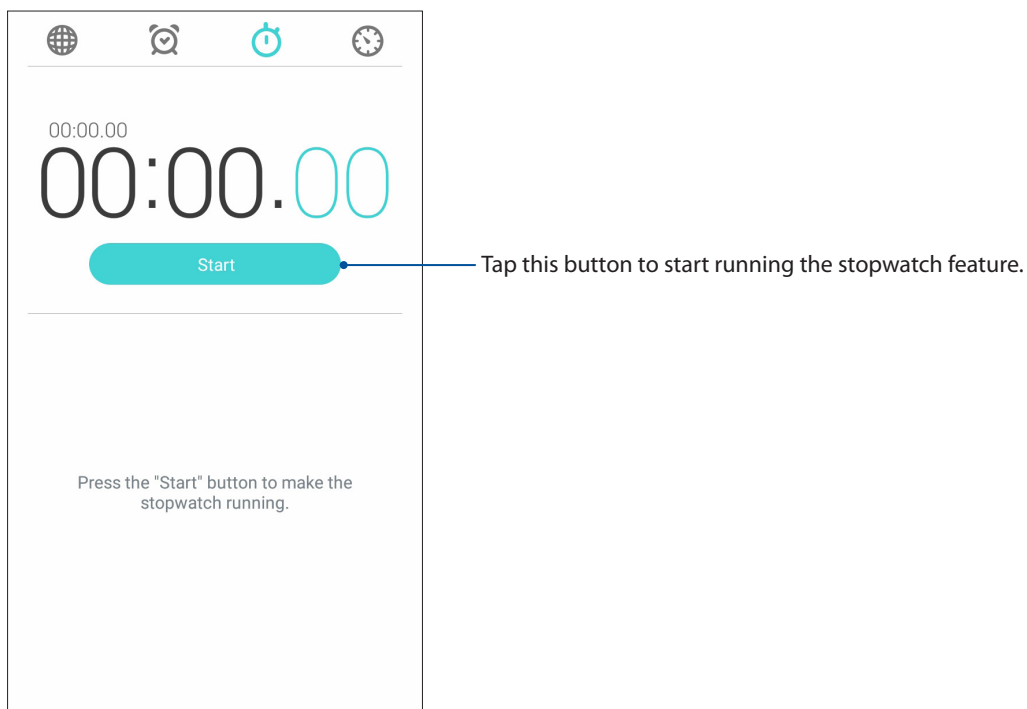 00:00.00
00:00.00
Start
Tap this button to start running the stopwatch feature.
Press the "Start" button to make the
stopwatch running.